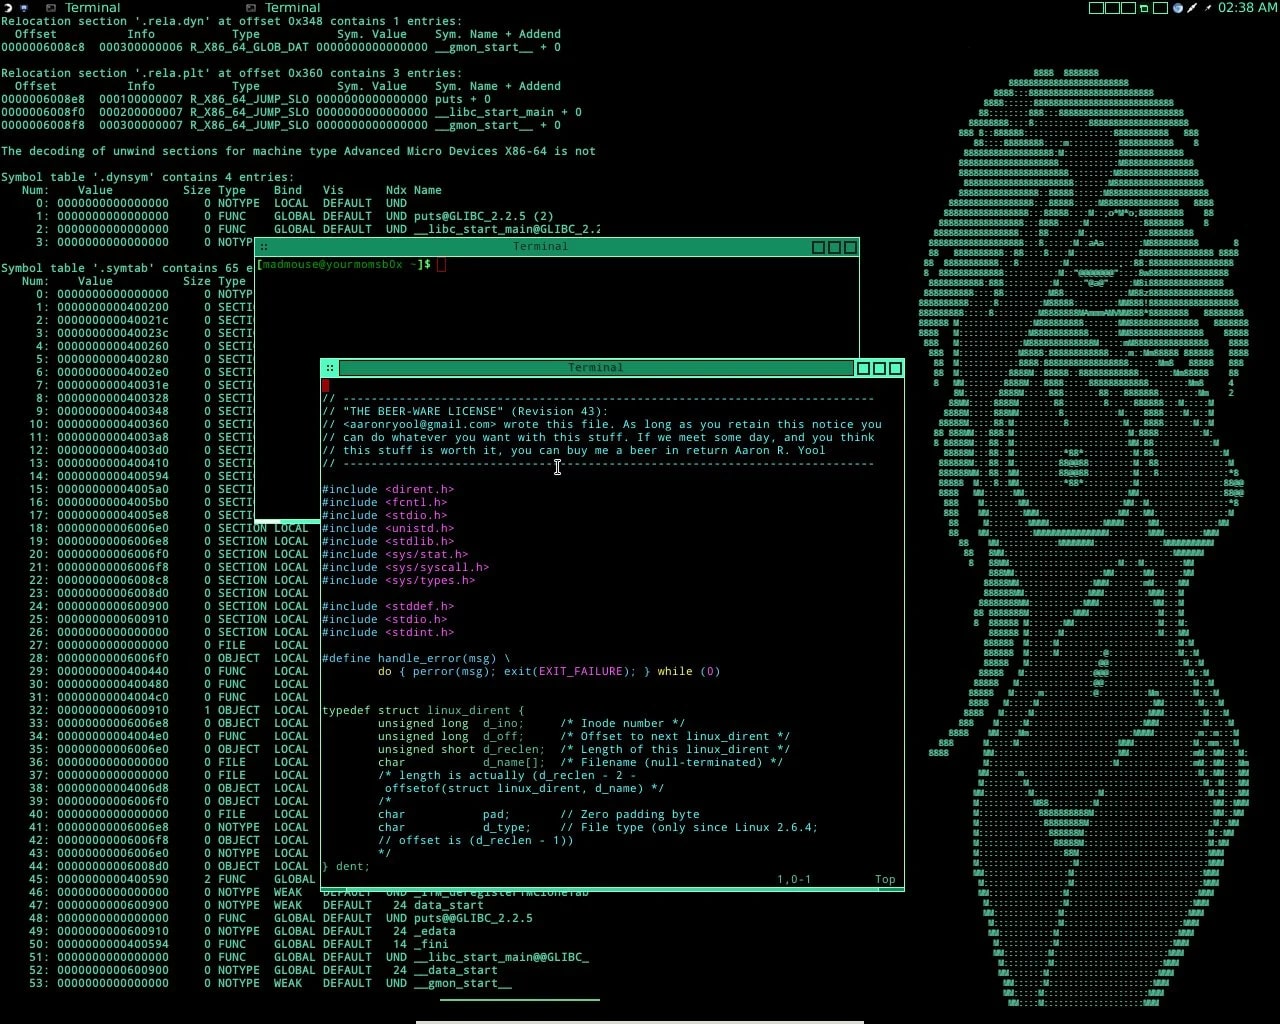 Terminal Terminal 02:38 AM
Relocation section '.rela.dyn' at offset 0x348 contains 1 entries:
Offset Info Type Sym. Value Sym. Name + Addend
0000006008c8 000300000006 R_X86_64_GLOB_DAT 0000000000000000 __gmon_start__ + 0
Relocation section '.rela.plt' at offset 0x360 contains 3 entries:
Offset Info Type Sym. Value Sym. Name + Addend
0000006008e8 000100000007 R_X86_64_JUMP_SLO 0000000000000000 puts + 0
0000006008f0 000200000007 R_X86_64_JUMP_SLO 0000000000000000 __libc_start_main + 0
0000006008f8 000300000007 R_X86_64_JUMP_SLO 0000000000000000 __gmon_start__ + 0
The decoding of unwind sections for machine type Advanced Micro Devices X86-64 is not
Symbol table '.dynsym' contains 4 entries:
Num: Value Size Type Bind Vis Ndx Name
0: 0000000000000000 0 NOTYPE LOCAL DEFAULT UND
1: 0000000000000000 0 FUNC GLOBAL DEFAULT UND puts@GLIBC_2.2.5 (2)
2: 0000000000000000 0 FUNC GLOBAL DEFAULT UND __libc_start_main@GLIBC_2.2
3: 0000000000000000 0 NOTYP
Symbol table '.symtab' contains 65 e
Num: Value Size Type
0: 0000000000000000 0 NOTYP
1: 0000000000400200 0 SECTI
2: 000000000040021c 0 SECTI
3: 000000000040023c 0 SECTI
4: 0000000000400260 0 SECTI
5: 0000000000400280 0 SECTI
6: 00000000004002e0 0 SECTI
7: 000000000040031e 0 SECTI
8: 0000000000400328 0 SECTI
9: 0000000000400348 0 SECTI
10: 0000000000400360 0 SECTI
11: 00000000004003a8 0 SECTI
12: 00000000004003d0 0 SECTI
13: 0000000000400410 0 SECTI
14: 0000000000400594 0 SECTI
15: 00000000004005a0 0 SECTI
16: 00000000004005b0 0 SECTI
17: 00000000004005e8 0 SECTI
18: 00000000006006e0 0 SECTION LOCAL
19: 00000000006006e8 0 SECTION LOCAL
20: 00000000006006f0 0 SECTION LOCAL
21: 00000000006006f8 0 SECTION LOCAL
22: 00000000006008c8 0 SECTION LOCAL
23: 00000000006008d0 0 SECTION LOCAL
24: 0000000000600900 0 SECTION LOCAL
25: 0000000000600910 0 SECTION LOCAL
26: 0000000000000000 0 SECTION LOCAL
27: 0000000000000000 0 FILE LOCAL
28: 00000000006006f0 0 OBJECT LOCAL
29: 0000000000400440 0 FUNC LOCAL
30: 0000000000400480 0 FUNC LOCAL
31: 00000000004004c0 0 FUNC LOCAL
32: 0000000000600910 1 OBJECT LOCAL
33: 00000000006006e8 0 OBJECT LOCAL
34: 00000000004004e0 0 FUNC LOCAL
35: 00000000006006e0 0 OBJECT LOCAL
36: 0000000000000000 0 FILE LOCAL
37: 0000000000000000 0 FILE LOCAL
38: 00000000004006d8 0 OBJECT LOCAL
39: 00000000006006f0 0 OBJECT LOCAL
40: 0000000000000000 0 FILE LOCAL
41: 00000000006006e8 0 NOTYPE LOCAL
42: 00000000006006f8 0 OBJECT LOCAL
43: 00000000006006e0 0 NOTYPE LOCAL
44: 00000000006008d0 0 OBJECT LOCAL
45: 0000000000400590 2 FUNC GLOBAL
46: 0000000000000000 0 NOTYPE WEAK DEFAULT UND
47: 0000000000600900 0 NOTYPE WEAK DEFAULT 24 data_start
48: 0000000000000000 0 FUNC GLOBAL DEFAULT UND puts@@GLIBC_2.2.5
49: 0000000000600910 0 NOTYPE GLOBAL DEFAULT 24 _edata
50: 0000000000400594 0 FUNC GLOBAL DEFAULT 14 _fini
51: 0000000000000000 0 FUNC GLOBAL DEFAULT UND __libc_start_main@@GLIBC_
52: 0000000000600900 0 NOTYPE GLOBAL DEFAULT 24 __data_start
53: 0000000000000000 0 NOTYPE WEAK DEFAULT UND __gmon_start__
Terminal
[madmouse@yourmomsb0x ~]$
Terminal
// ----------------------------------------------------------------------------
// "THE BEER-WARE LICENSE" (Revision 43):
// <aaronryool@gmail.com> wrote this file. As long as you retain this notice you
// can do whatever you want with this stuff. If we meet some day, and you think
// this stuff is worth it, you can buy me a beer in return Aaron R. Yool
// ----------------------------------------------------------------------------
#include <dirent.h>
#include <fcntl.h>
#include <stdio.h>
#include <unistd.h>
#include <stdlib.h>
#include <sys/stat.h>
#include <sys/syscall.h>
#include <sys/types.h>
#include <stddef.h>
#include <stdio.h>
#include <stdint.h>
#define handle_error(msg) \
do { perror(msg); exit(EXIT_FAILURE); } while (0)
typedef struct linux_dirent {
unsigned long d_ino; /* Inode number */
unsigned long d_off; /* Offset to next linux_dirent */
unsigned short d_reclen; /* Length of this linux_dirent */
char d_name[]; /* Filename (null-terminated) */
/* length is actually (d_reclen - 2 -
offsetof(struct linux_dirent, d_name) */
/*
char pad; // Zero padding byte
char d_type; // File type (only since Linux 2.6.4;
// offset is (d_reclen - 1))
*/
} dent;
1,0-1 Top